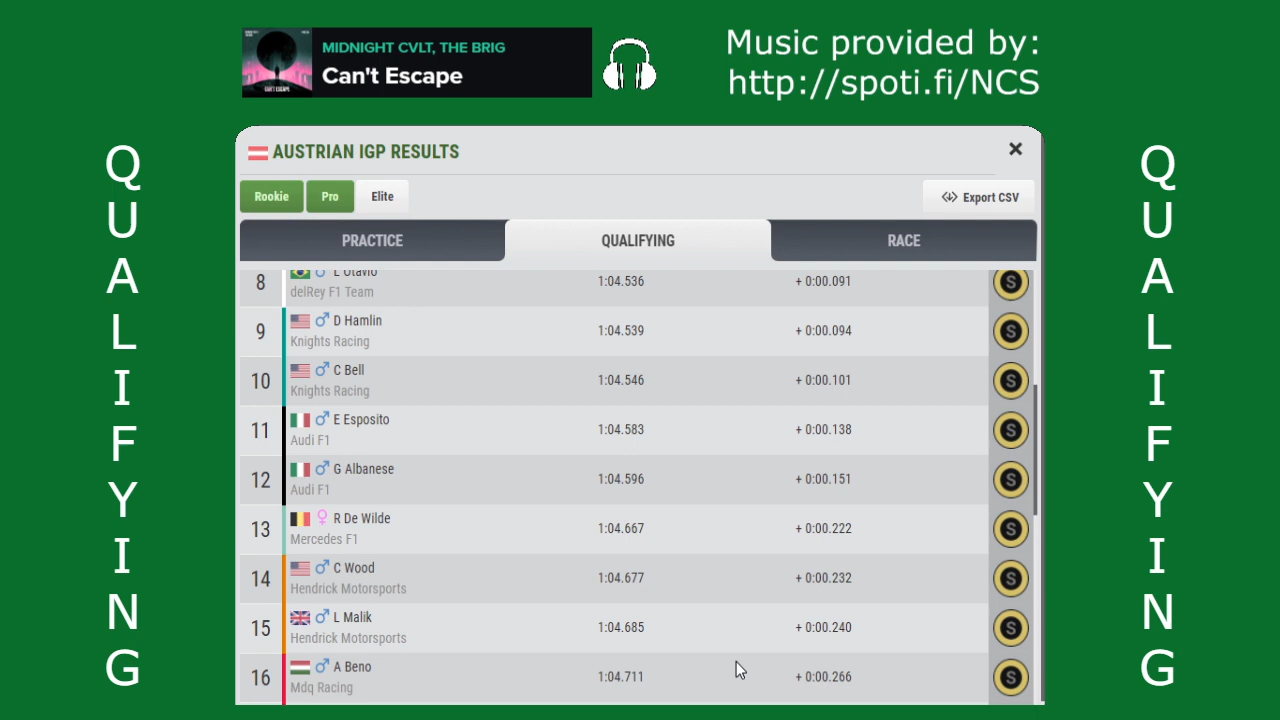 MIDNIGHT CVLT, THE BRIG
Can't Escape
CAN'T ESCAPE
Music provided by:
http://spoti.fi/NCS
QUALIFYING
QUALIFYING
AUSTRIAN IGP RESULTS
Rookie Pro Elite Export CSV
PRACTICE QUALIFYING RACE
8 L Otavio 1:04.536 + 0:00.091 S
delRey F1 Team
9 D Hamlin 1:04.539 + 0:00.094 S
Knights Racing
10 C Bell 1:04.546 + 0:00.101 S
Knights Racing
11 E Esposito 1:04.583 + 0:00.138 S
Audi F1
12 G Albanese 1:04.596 + 0:00.151 S
Audi F1
13 R De Wilde 1:04.667 + 0:00.222 S
Mercedes F1
14 C Wood 1:04.677 + 0:00.232 S
Hendrick Motorsports
15 L Malik 1:04.685 + 0:00.240 S
Hendrick Motorsports
16 A Beno 1:04.711 + 0:00.266 S
Mdq Racing